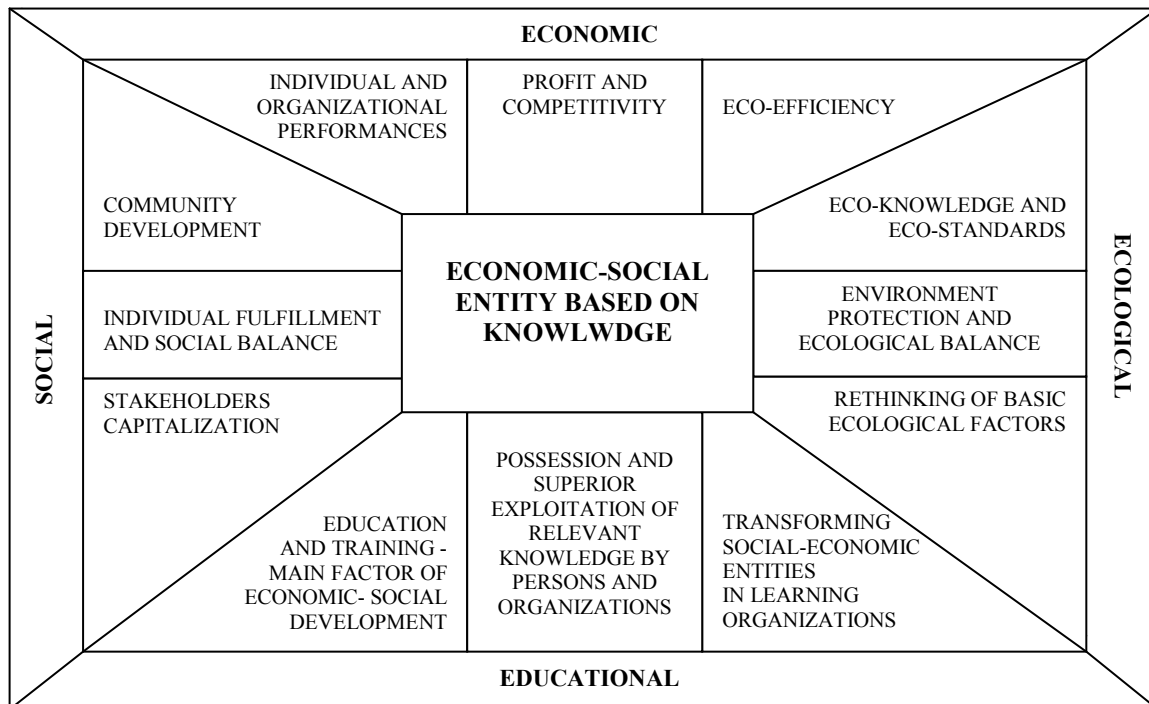 ECONOMIC
INDIVIDUAL AND
ORGANIZATIONAL
PERFORMANCES
PROFIT AND
COMPETITIVITY
ECO-EFFICIENCY
COMMUNITY
DEVELOPMENT
ECO-KNOWLEDGE AND
ECO-STANDARDS
SOCIAL
INDIVIDUAL FULFILLMENT
AND SOCIAL BALANCE
ECONOMIC-SOCIAL
ENTITY BASED ON
KNOWLWDGE
ENVIRONMENT
PROTECTION AND
ECOLOGICAL BALANCE
ECOLOGICAL
STAKEHOLDERS
CAPITALIZATION
RETHINKING OF BASIC
ECOLOGICAL FACTORS
EDUCATION
AND TRAINING -
MAIN FACTOR OF
ECONOMIC- SOCIAL
DEVELOPMENT
POSSESSION AND
SUPERIOR
EXPLOITATION OF
RELEVANT
KNOWLEDGE BY
PERSONS AND
ORGANIZATIONS
TRANSFORMING
SOCIAL-ECONOMIC
ENTITIES
IN LEARNING
ORGANIZATIONS
EDUCATIONAL